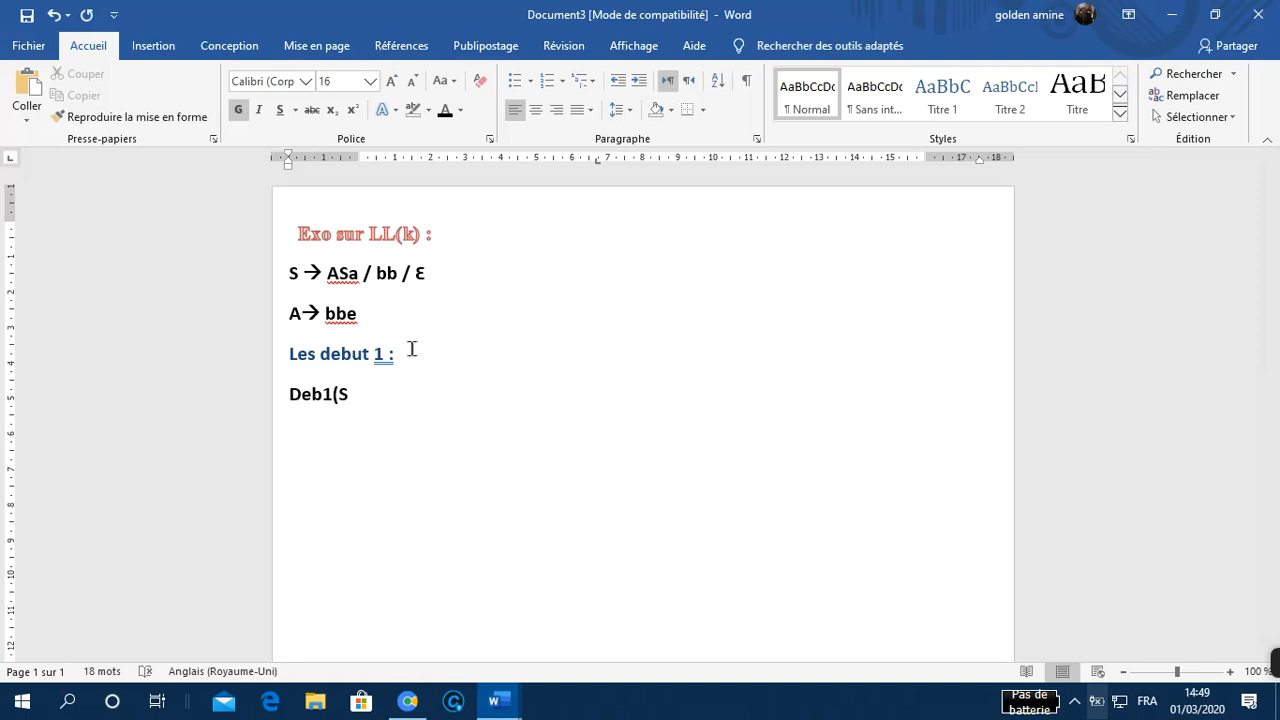 Document3 [Mode de compatibilité] - Word
golden amine
Fichier Accueil Insertion Conception Mise en page Références Publipostage Révision Affichage Aide Rechercher des outils adaptés Partager
Coller
Couper
Copier
Reproduire la mise en forme
Presse-papiers
Calibri (Corp 16
G I S
Police
Paragraphe
AaBbCcDc AaBbCcDc AaBbC AaBbCcI AaB
¶ Normal ¶ Sans int... Titre 1 Titre 2 Titre
Styles
Rechercher
Remplacer
Sélectionner
Édition
Exo sur LL(k) :
S → ASa / bb / Ɛ
A→ bbe
Les debut 1 :
Deb1(S
Page 1 sur 1 18 mots Anglais (Royaume-Uni) 100 %
Pas de batterie
FRA
14:49
01/03/2020